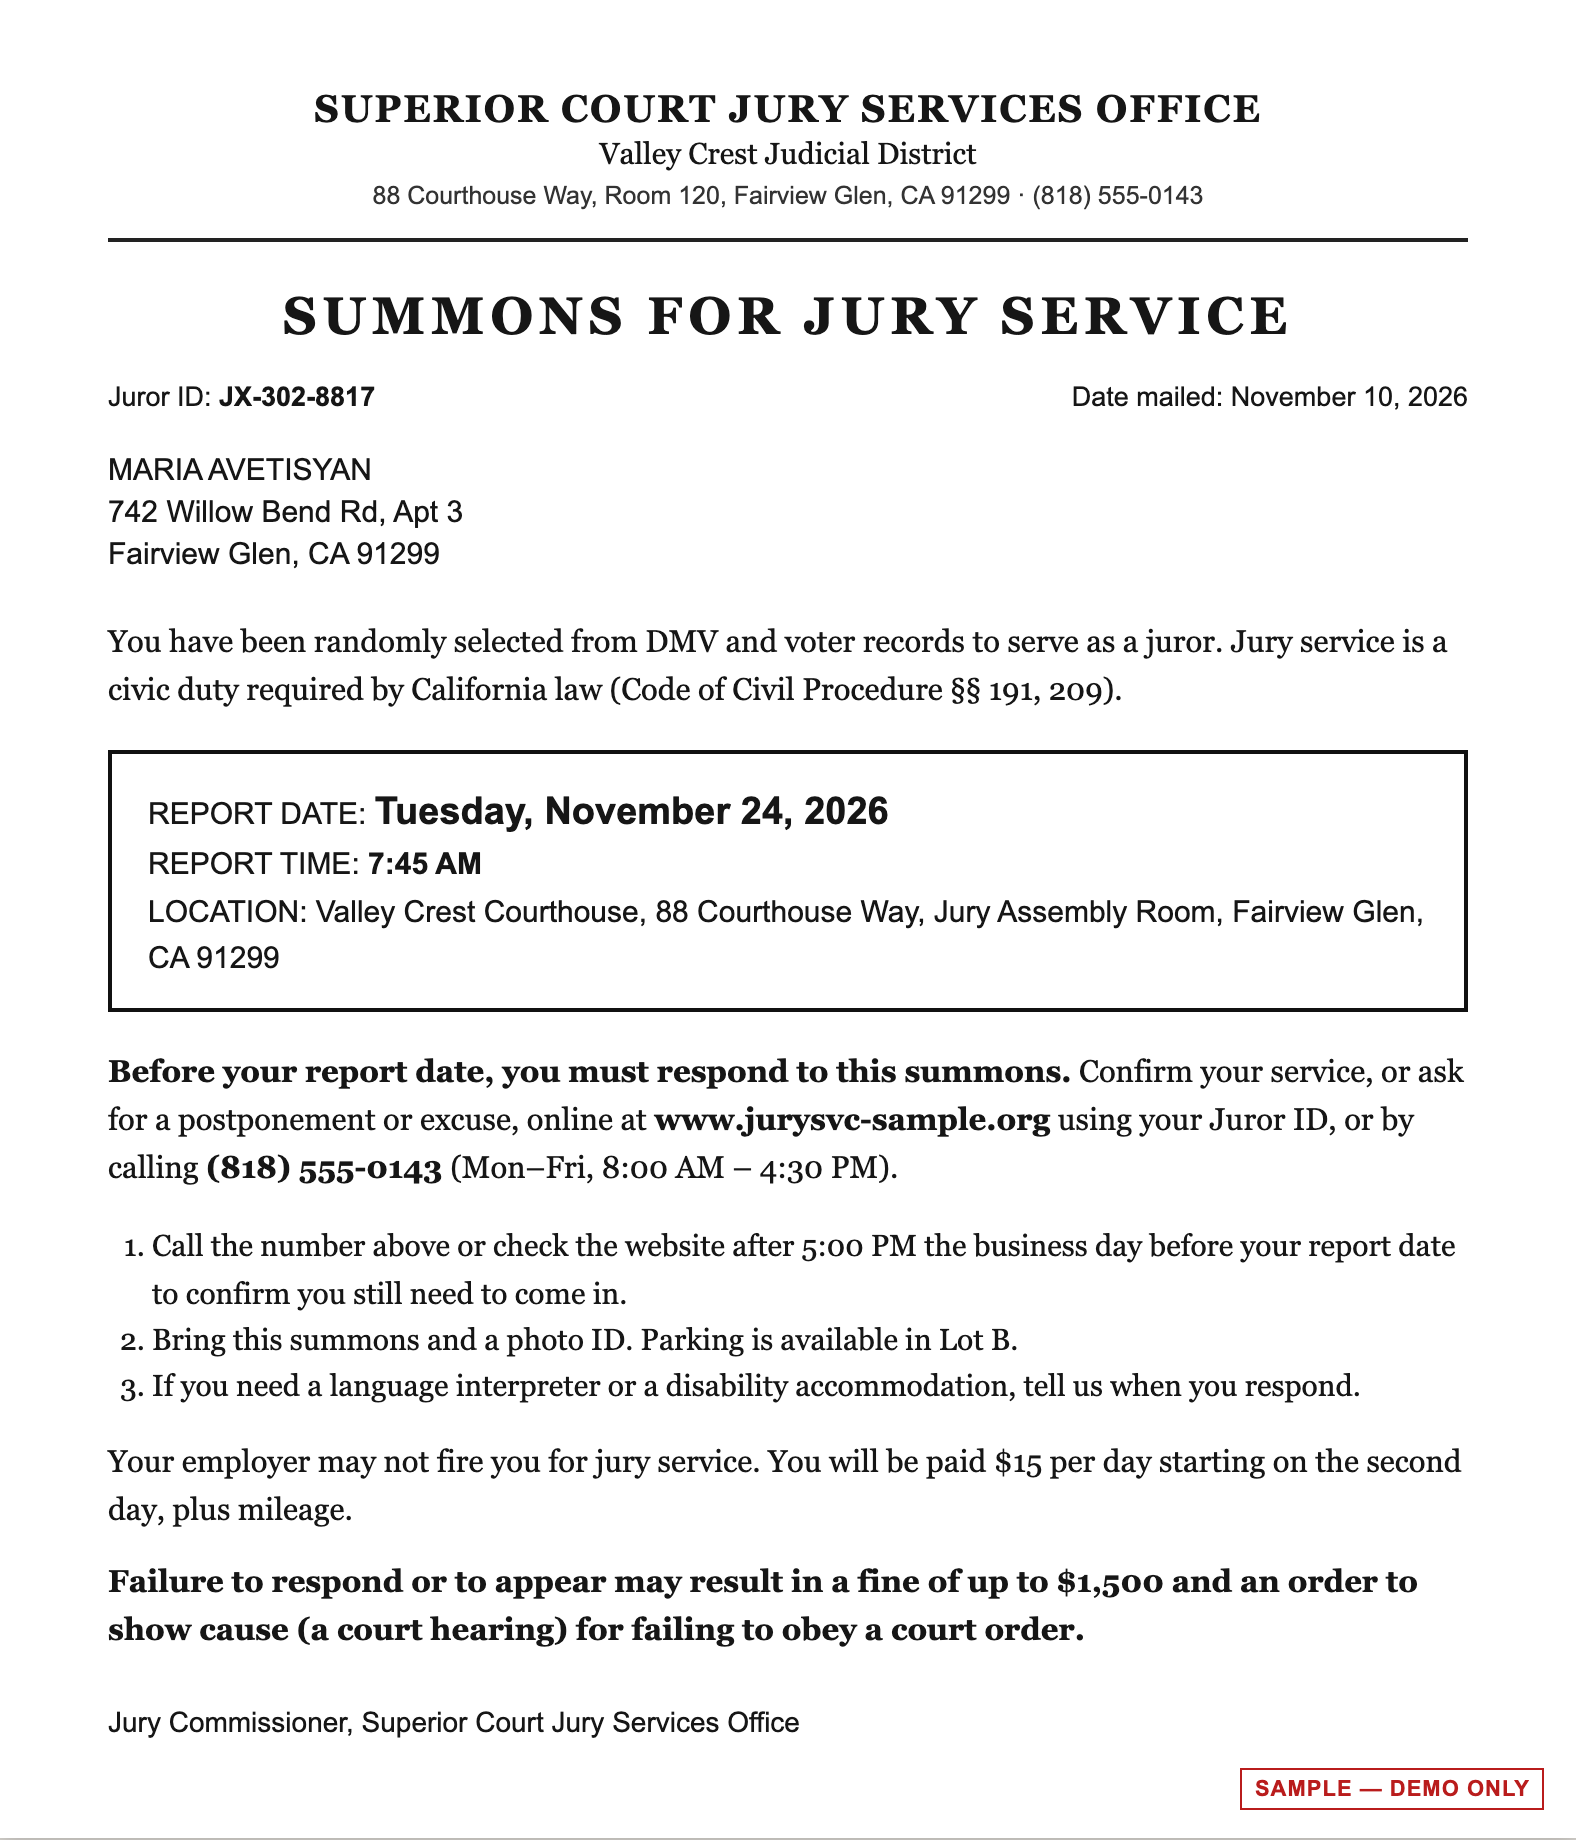 SUPERIOR COURT JURY SERVICES OFFICE
Valley Crest Judicial District
88 Courthouse Way, Room 120, Fairview Glen, CA 91299 · (818) 555-0143
SUMMONS FOR JURY SERVICE
Juror ID: JX-302-8817
Date mailed: November 10, 2026
MARIA AVETISYAN
742 Willow Bend Rd, Apt 3
Fairview Glen, CA 91299
You have been randomly selected from DMV and voter records to serve as a juror. Jury service is a
civic duty required by California law (Code of Civil Procedure §§ 191, 209).
REPORT DATE: Tuesday, November 24, 2026
REPORT TIME: 7:45 AM
LOCATION: Valley Crest Courthouse, 88 Courthouse Way, Jury Assembly Room, Fairview Glen,
CA 91299
Before your report date, you must respond to this summons. Confirm your service, or ask
for a postponement or excuse, online at www.jurysvc-sample.org using your Juror ID, or by
calling (818) 555-0143 (Mon–Fri, 8:00 AM – 4:30 PM).
1. Call the number above or check the website after 5:00 PM the business day before your report date
to confirm you still need to come in.
2. Bring this summons and a photo ID. Parking is available in Lot B.
3. If you need a language interpreter or a disability accommodation, tell us when you respond.
Your employer may not fire you for jury service. You will be paid $15 per day starting on the second
day, plus mileage.
Failure to respond or to appear may result in a fine of up to $1,500 and an order to
show cause (a court hearing) for failing to obey a court order.
Jury Commissioner, Superior Court Jury Services Office
SAMPLE — DEMO ONLY